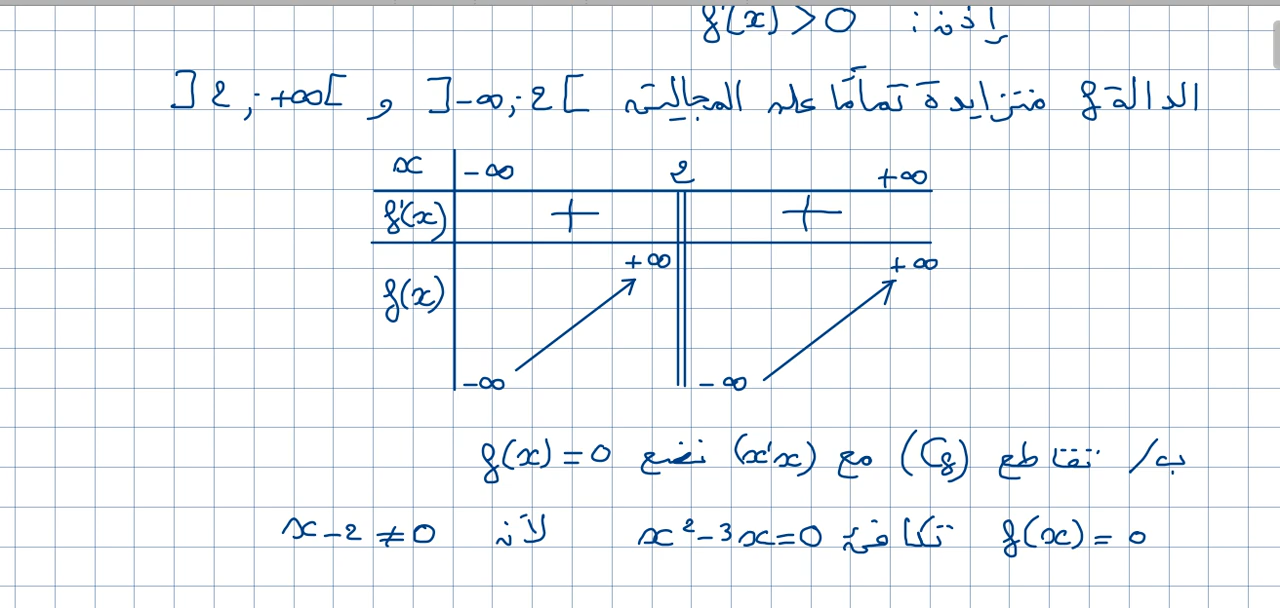 إذن: f'(x) > 0
الدالة f متزايدة تمامًا على المجالين ]-∞; 2[ و ]2; +∞[
x -∞ 2 +∞
f'(x) + +
f(x) +∞ +∞
-∞ -∞
ب/ تقاطع (Cf) مع (x'x) نضع f(x) = 0
f(x) = 0 تكافئ x² - 3x = 0 لأن x - 2 ≠ 0